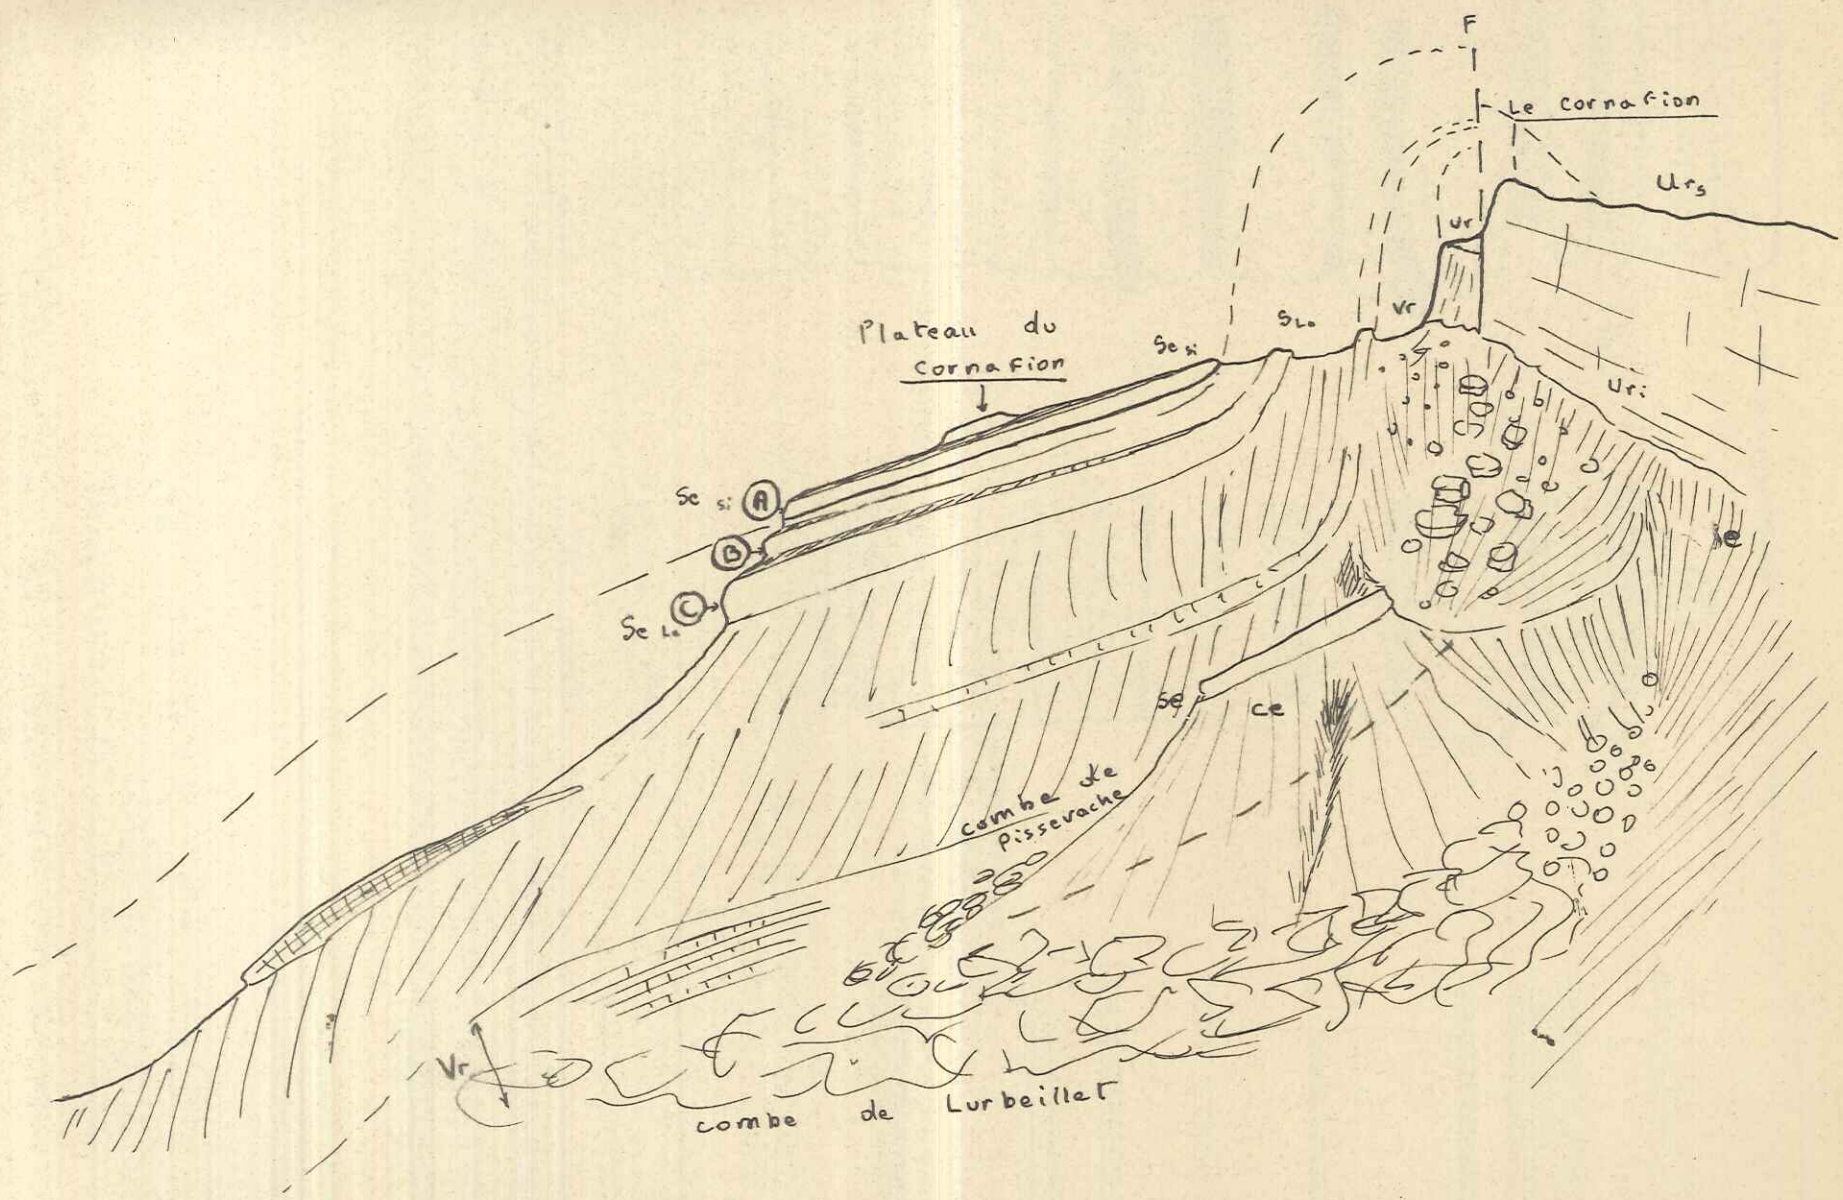 F
Le Cornafion
Urs
Ur
Vr
SLo
Se si
Plateau du
Cornafion
Uri
Se si A
B
Se Lo C
Se
ce
combe de
Pissevache
Vr
combe de Lurbeillet